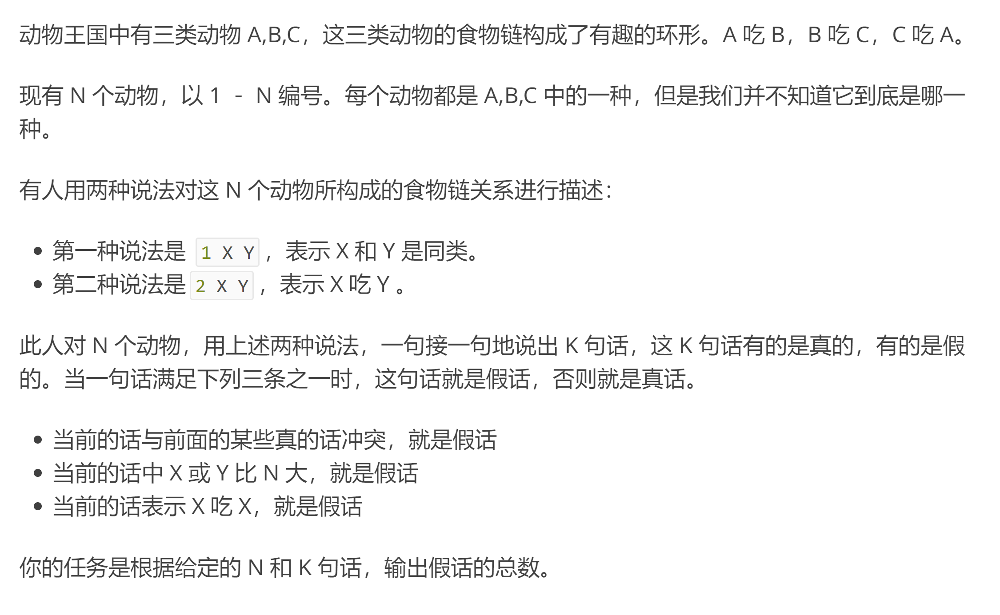 动物王国中有三类动物 A,B,C，这三类动物的食物链构成了有趣的环形。A 吃 B，B 吃 C，C 吃 A。
现有 N 个动物，以 1 - N 编号。每个动物都是 A,B,C 中的一种，但是我们并不知道它到底是哪一
种。
有人用两种说法对这 N 个动物所构成的食物链关系进行描述：
• 第一种说法是 1 X Y ，表示 X 和 Y 是同类。
• 第二种说法是 2 X Y ，表示 X 吃 Y 。
此人对 N 个动物，用上述两种说法，一句接一句地说出 K 句话，这 K 句话有的是真的，有的是假
的。当一句话满足下列三条之一时，这句话就是假话，否则就是真话。
• 当前的话与前面的某些真的话冲突，就是假话
• 当前的话中 X 或 Y 比 N 大，就是假话
• 当前的话表示 X 吃 X，就是假话
你的任务是根据给定的 N 和 K 句话，输出假话的总数。